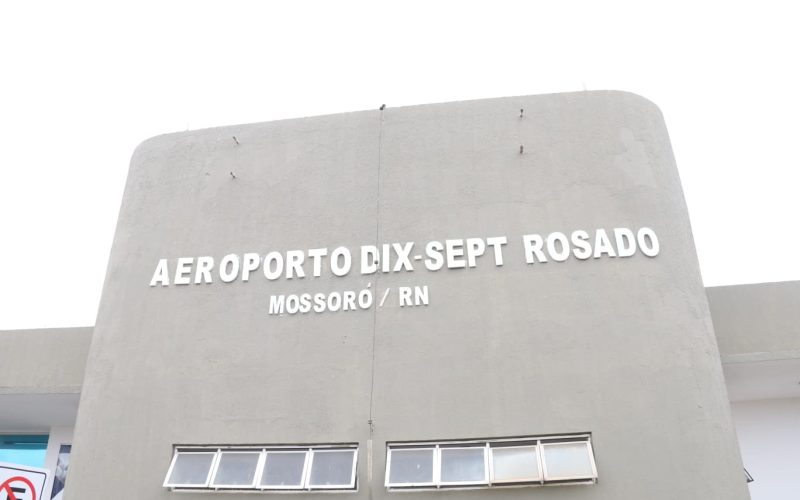 AEROPORTO DIX-SEPT ROSADO
MOSSORÓ / RN